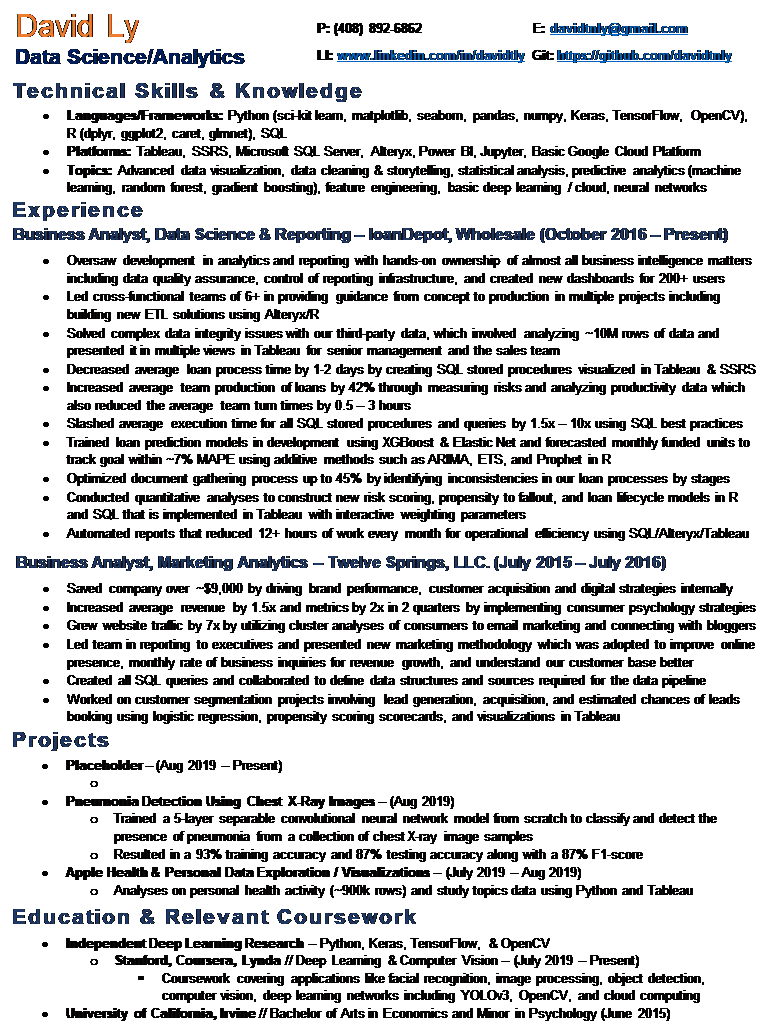 David Ly
P: (408) 892-6862 E: davidtnly@gmail.com
Data Science/Analytics
LI: www.linkedin.com/in/davidtly Git: https://github.com/davidtnly
Technical Skills & Knowledge
• Languages/Frameworks: Python (sci-kit learn, matplotlib, seaborn, pandas, numpy, Keras, TensorFlow, OpenCV),
R (dplyr, ggplot2, caret, glmnet), SQL
• Platforms: Tableau, SSRS, Microsoft SQL Server, Alteryx, Power BI, Jupyter, Basic Google Cloud Platform
• Topics: Advanced data visualization, data cleaning & storytelling, statistical analysis, predictive analytics (machine
learning, random forest, gradient boosting), feature engineering, basic deep learning / cloud, neural networks
Experience
Business Analyst, Data Science & Reporting – loanDepot, Wholesale (October 2016 – Present)
• Oversaw development in analytics and reporting with hands-on ownership of almost all business intelligence matters
including data quality assurance, control of reporting infrastructure, and created new dashboards for 200+ users
• Led cross-functional teams of 6+ in providing guidance from concept to production in multiple projects including
building new ETL solutions using Alteryx/R
• Solved complex data integrity issues with our third-party data, which involved analyzing ~10M rows of data and
presented it in multiple views in Tableau for senior management and the sales team
• Decreased average loan process time by 1-2 days by creating SQL stored procedures visualized in Tableau & SSRS
• Increased average team production of loans by 42% through measuring risks and analyzing productivity data which
also reduced the average team turn times by 0.5 – 3 hours
• Slashed average execution time for all SQL stored procedures and queries by 1.5x – 10x using SQL best practices
• Trained loan prediction models in development using XGBoost & Elastic Net and forecasted monthly funded units to
track goal within ~7% MAPE using additive methods such as ARIMA, ETS, and Prophet in R
• Optimized document gathering process up to 45% by identifying inconsistencies in our loan processes by stages
• Conducted quantitative analyses to construct new risk scoring, propensity to fallout, and loan lifecycle models in R
and SQL that is implemented in Tableau with interactive weighting parameters
• Automated reports that reduced 12+ hours of work every month for operational efficiency using SQL/Alteryx/Tableau
Business Analyst, Marketing Analytics – Twelve Springs, LLC. (July 2015 – July 2016)
• Saved company over ~$9,000 by driving brand performance, customer acquisition and digital strategies internally
• Increased average revenue by 1.5x and metrics by 2x in 2 quarters by implementing consumer psychology strategies
• Grew website traffic by 7x by utilizing cluster analyses of consumers to email marketing and connecting with bloggers
• Led team in reporting to executives and presented new marketing methodology which was adopted to improve online
presence, monthly rate of business inquiries for revenue growth, and understand our customer base better
• Created all SQL queries and collaborated to define data structures and sources required for the data pipeline
• Worked on customer segmentation projects involving lead generation, acquisition, and estimated chances of leads
booking using logistic regression, propensity scoring scorecards, and visualizations in Tableau
Projects
• Placeholder – (Aug 2019 – Present)
o
• Pneumonia Detection Using Chest X-Ray Images – (Aug 2019)
o Trained a 5-layer separable convolutional neural network model from scratch to classify and detect the
presence of pneumonia from a collection of chest X-ray image samples
o Resulted in a 93% training accuracy and 87% testing accuracy along with a 87% F1-score
• Apple Health & Personal Data Exploration / Visualizations – (July 2019 – Aug 2019)
o Analyses on personal health activity (~900k rows) and study topics data using Python and Tableau
Education & Relevant Coursework
• Independent Deep Learning Research – Python, Keras, TensorFlow, & OpenCV
o Stanford, Coursera, Lynda // Deep Learning & Computer Vision – (July 2019 – Present)
▪ Coursework covering applications like facial recognition, image processing, object detection,
computer vision, deep learning networks including YOLOv3, OpenCV, and cloud computing
• University of California, Irvine // Bachelor of Arts in Economics and Minor in Psychology (June 2015)